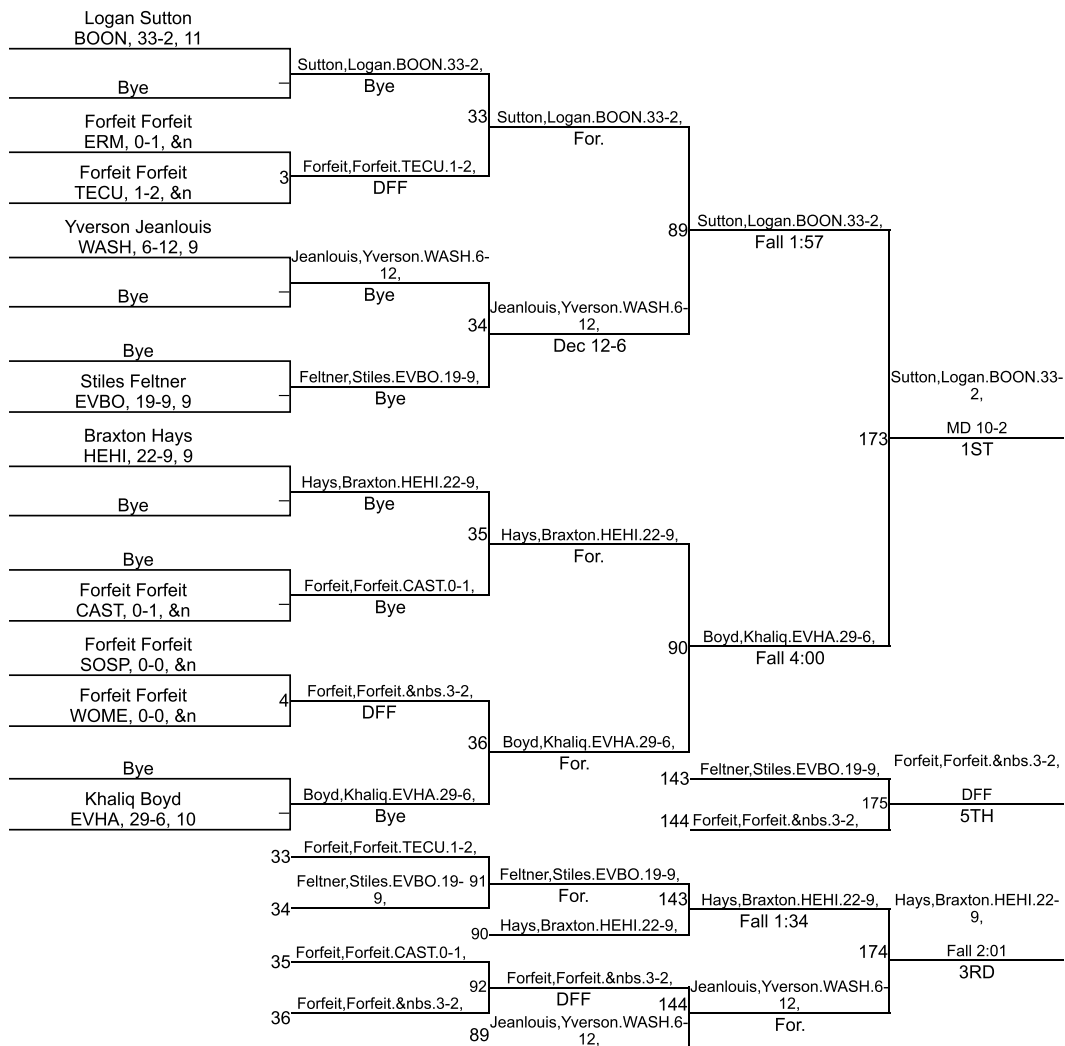 Logan Sutton
BOON, 33-2, 11
Bye
Forfeit Forfeit
ERM, 0-1, &n
Forfeit Forfeit
TECU, 1-2, &n
3
Yverson Jeanlouis
WASH, 6-12, 9
Bye
Bye
Stiles Feltner
EVBO, 19-9, 9
Braxton Hays
HEHI, 22-9, 9
Bye
Bye
Forfeit Forfeit
CAST, 0-1, &n
Forfeit Forfeit
SOSP, 0-0, &n
Forfeit Forfeit
WOME, 0-0, &n
4
Bye
Khaliq Boyd
EVHA, 29-6, 10
Sutton,Logan.BOON.33-2,
Bye
33
Forfeit,Forfeit.TECU.1-2,
DFF
Jeanlouis,Yverson.WASH.6-
12,
Bye
34
Feltner,Stiles.EVBO.19-9,
Bye
Hays,Braxton.HEHI.22-9,
Bye
35
Forfeit,Forfeit.CAST.0-1,
Bye
Forfeit,Forfeit.&nbs.3-2,
DFF
36
Boyd,Khaliq.EVHA.29-6,
Bye
Sutton,Logan.BOON.33-2,
For.
89
Jeanlouis,Yverson.WASH.6-
12,
Dec 12-6
Hays,Braxton.HEHI.22-9,
For.
90
Boyd,Khaliq.EVHA.29-6,
For.
Sutton,Logan.BOON.33-2,
Fall 1:57
173
Boyd,Khaliq.EVHA.29-6,
Fall 4:00
Sutton,Logan.BOON.33-
2,
MD 10-2
1ST
143
Feltner,Stiles.EVBO.19-9,
175
144
Forfeit,Forfeit.&nbs.3-2,
Forfeit,Forfeit.&nbs.3-2,
DFF
5TH
33
Forfeit,Forfeit.TECU.1-2,
34
Feltner,Stiles.EVBO.19-
9,
91
Feltner,Stiles.EVBO.19-9,
For.
143
90
Hays,Braxton.HEHI.22-9,
35
Forfeit,Forfeit.CAST.0-1,
36
Forfeit,Forfeit.&nbs.3-2,
92
Forfeit,Forfeit.&nbs.3-2,
DFF
144
89
Jeanlouis,Yverson.WASH.6-
12,
Hays,Braxton.HEHI.22-9,
Fall 1:34
174
Jeanlouis,Yverson.WASH.6-
12,
For.
Hays,Braxton.HEHI.22-
9,
Fall 2:01
3RD